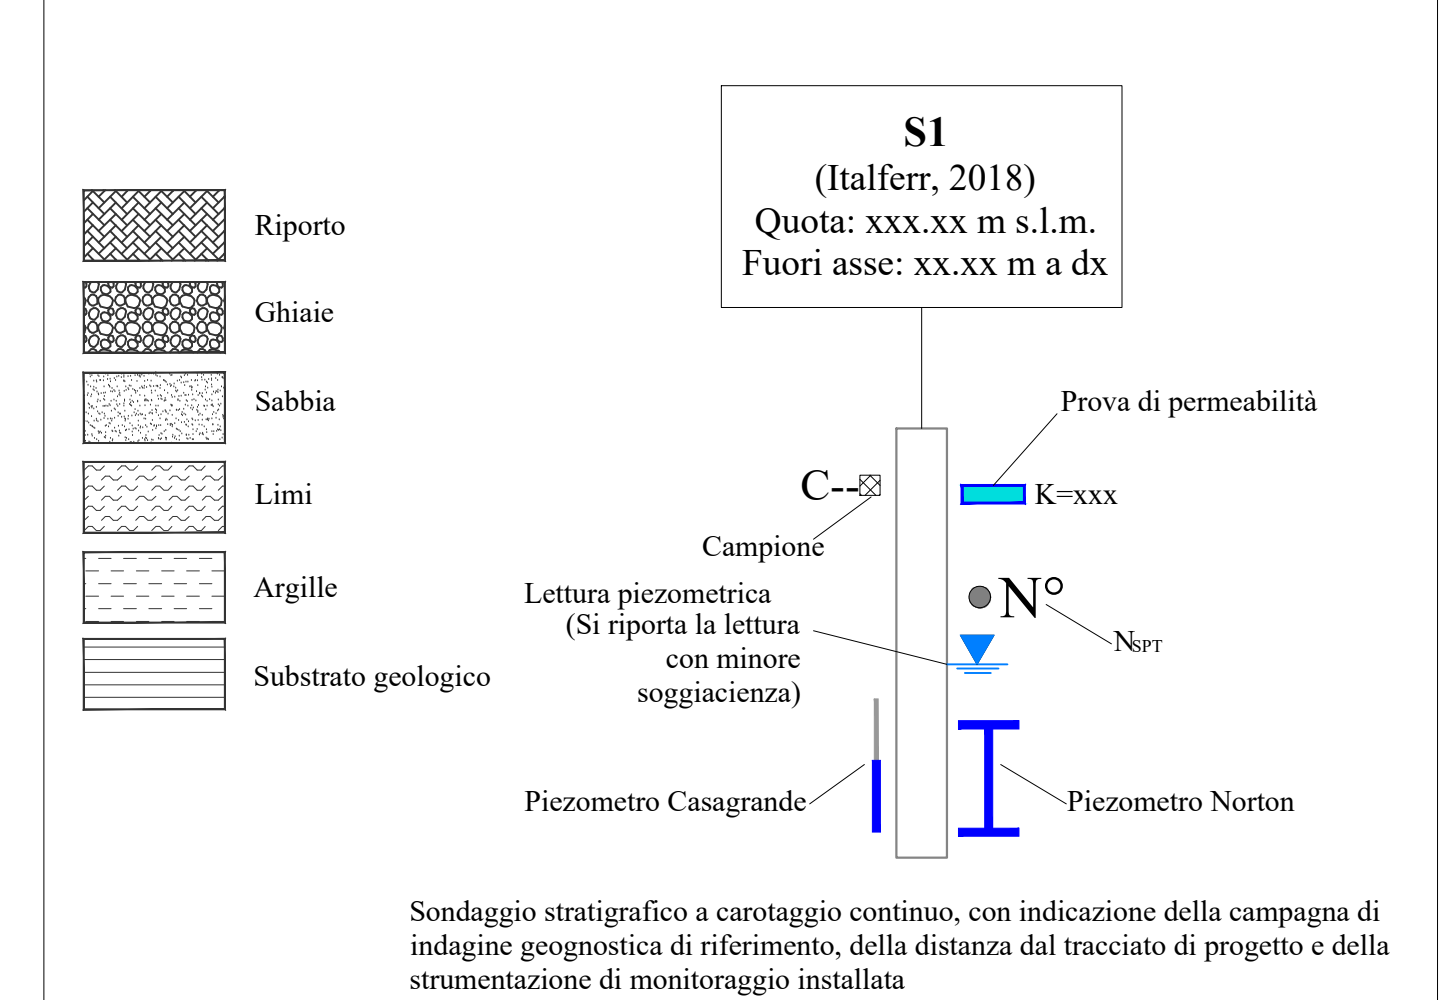 S1
(Italferr, 2018)
Quota: xxx.xx m s.l.m.
Fuori asse: xx.xx m a dx
Riporto
Ghiaie
Sabbia
Limi
Argille
Substrato geologico
Prova di permeabilità
C--
K=xxx
Campione
N°
NSPT
Lettura piezometrica
(Si riporta la lettura
con minore
soggiacienza)
Piezometro Casagrande
Piezometro Norton
Sondaggio stratigrafico a carotaggio continuo, con indicazione della campagna di
indagine geognostica di riferimento, della distanza dal tracciato di progetto e della
strumentazione di monitoraggio installata